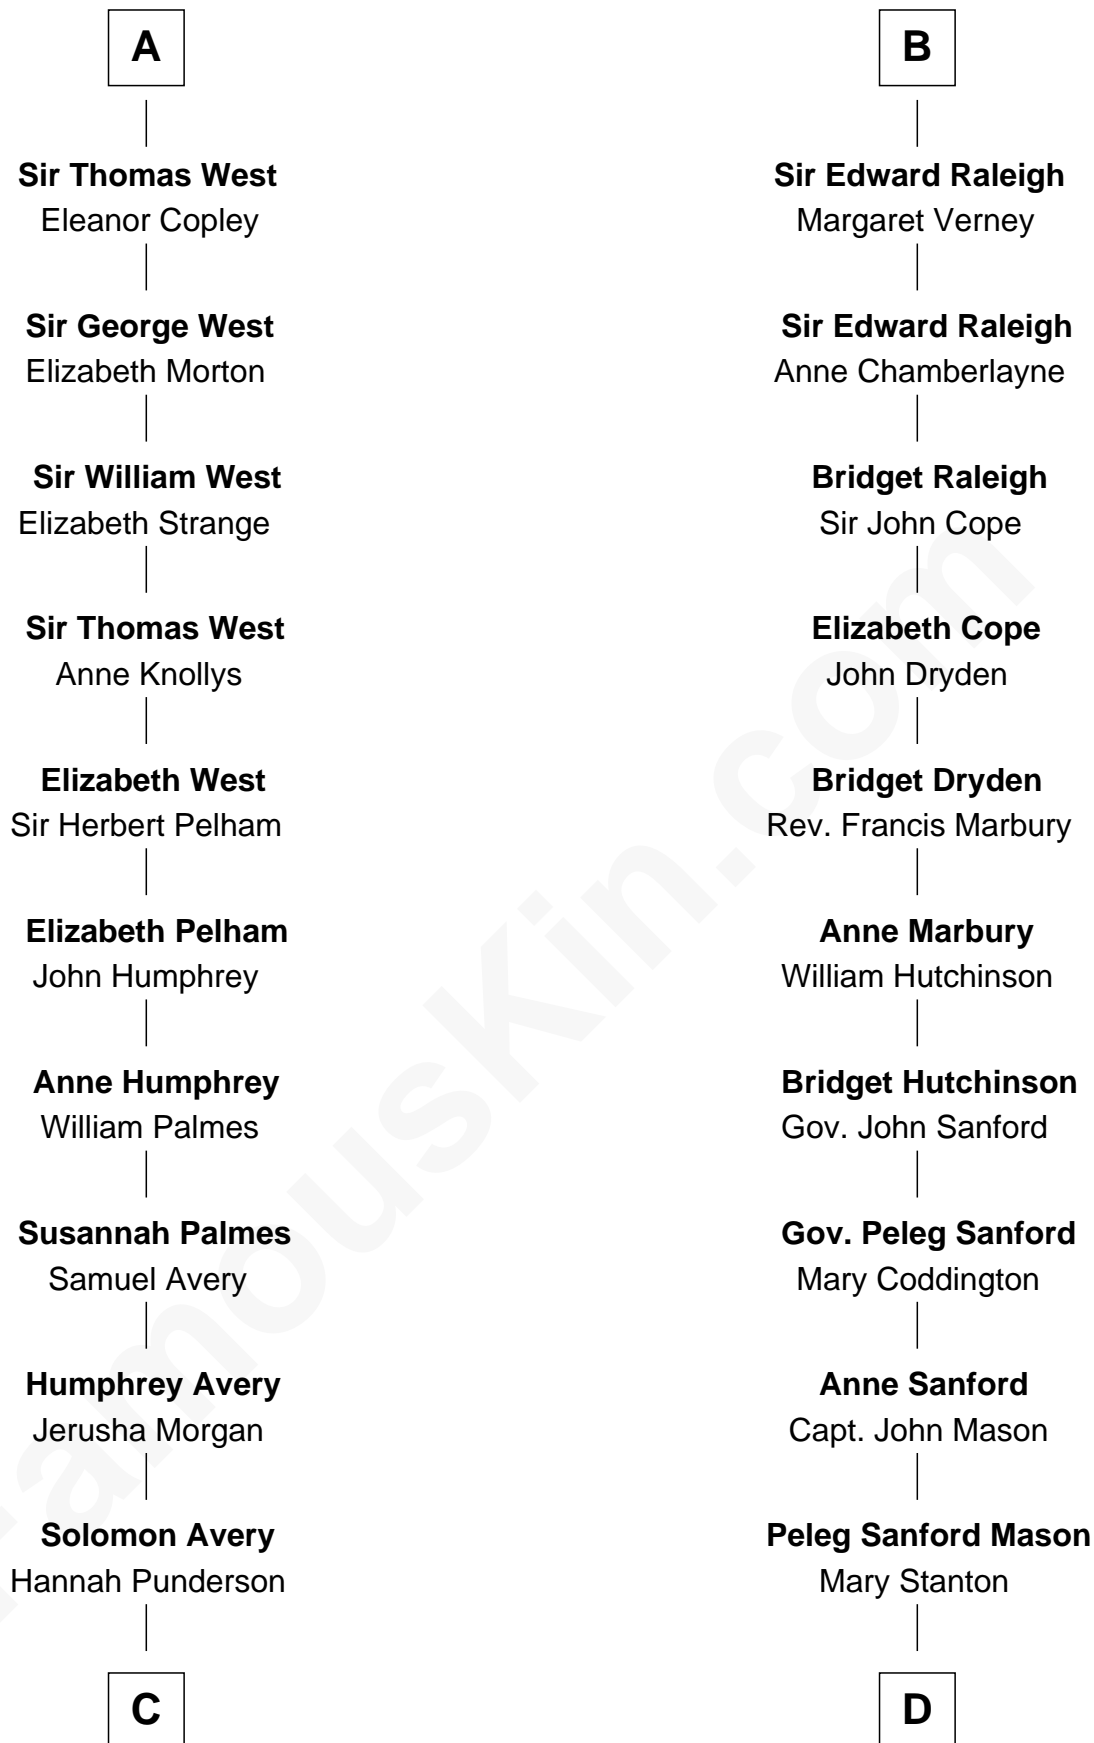 A
Sir Thomas West
Eleanor Copley
Sir George West
Elizabeth Morton
Sir William West
Elizabeth Strange
Sir Thomas West
Anne Knollys
Elizabeth West
Sir Herbert Pelham
Elizabeth Pelham
John Humphrey
Anne Humphrey
William Palmes
Susannah Palmes
Samuel Avery
Humphrey Avery
Jerusha Morgan
Solomon Avery
Hannah Punderson
C
B
Sir Edward Raleigh
Margaret Verney
Sir Edward Raleigh
Anne Chamberlayne
Bridget Raleigh
Sir John Cope
Elizabeth Cope
John Dryden
Bridget Dryden
Rev. Francis Marbury
Anne Marbury
William Hutchinson
Bridget Hutchinson
Gov. John Sanford
Gov. Peleg Sanford
Mary Coddington
Anne Sanford
Capt. John Mason
Peleg Sanford Mason
Mary Stanton
D
FamousKin.com